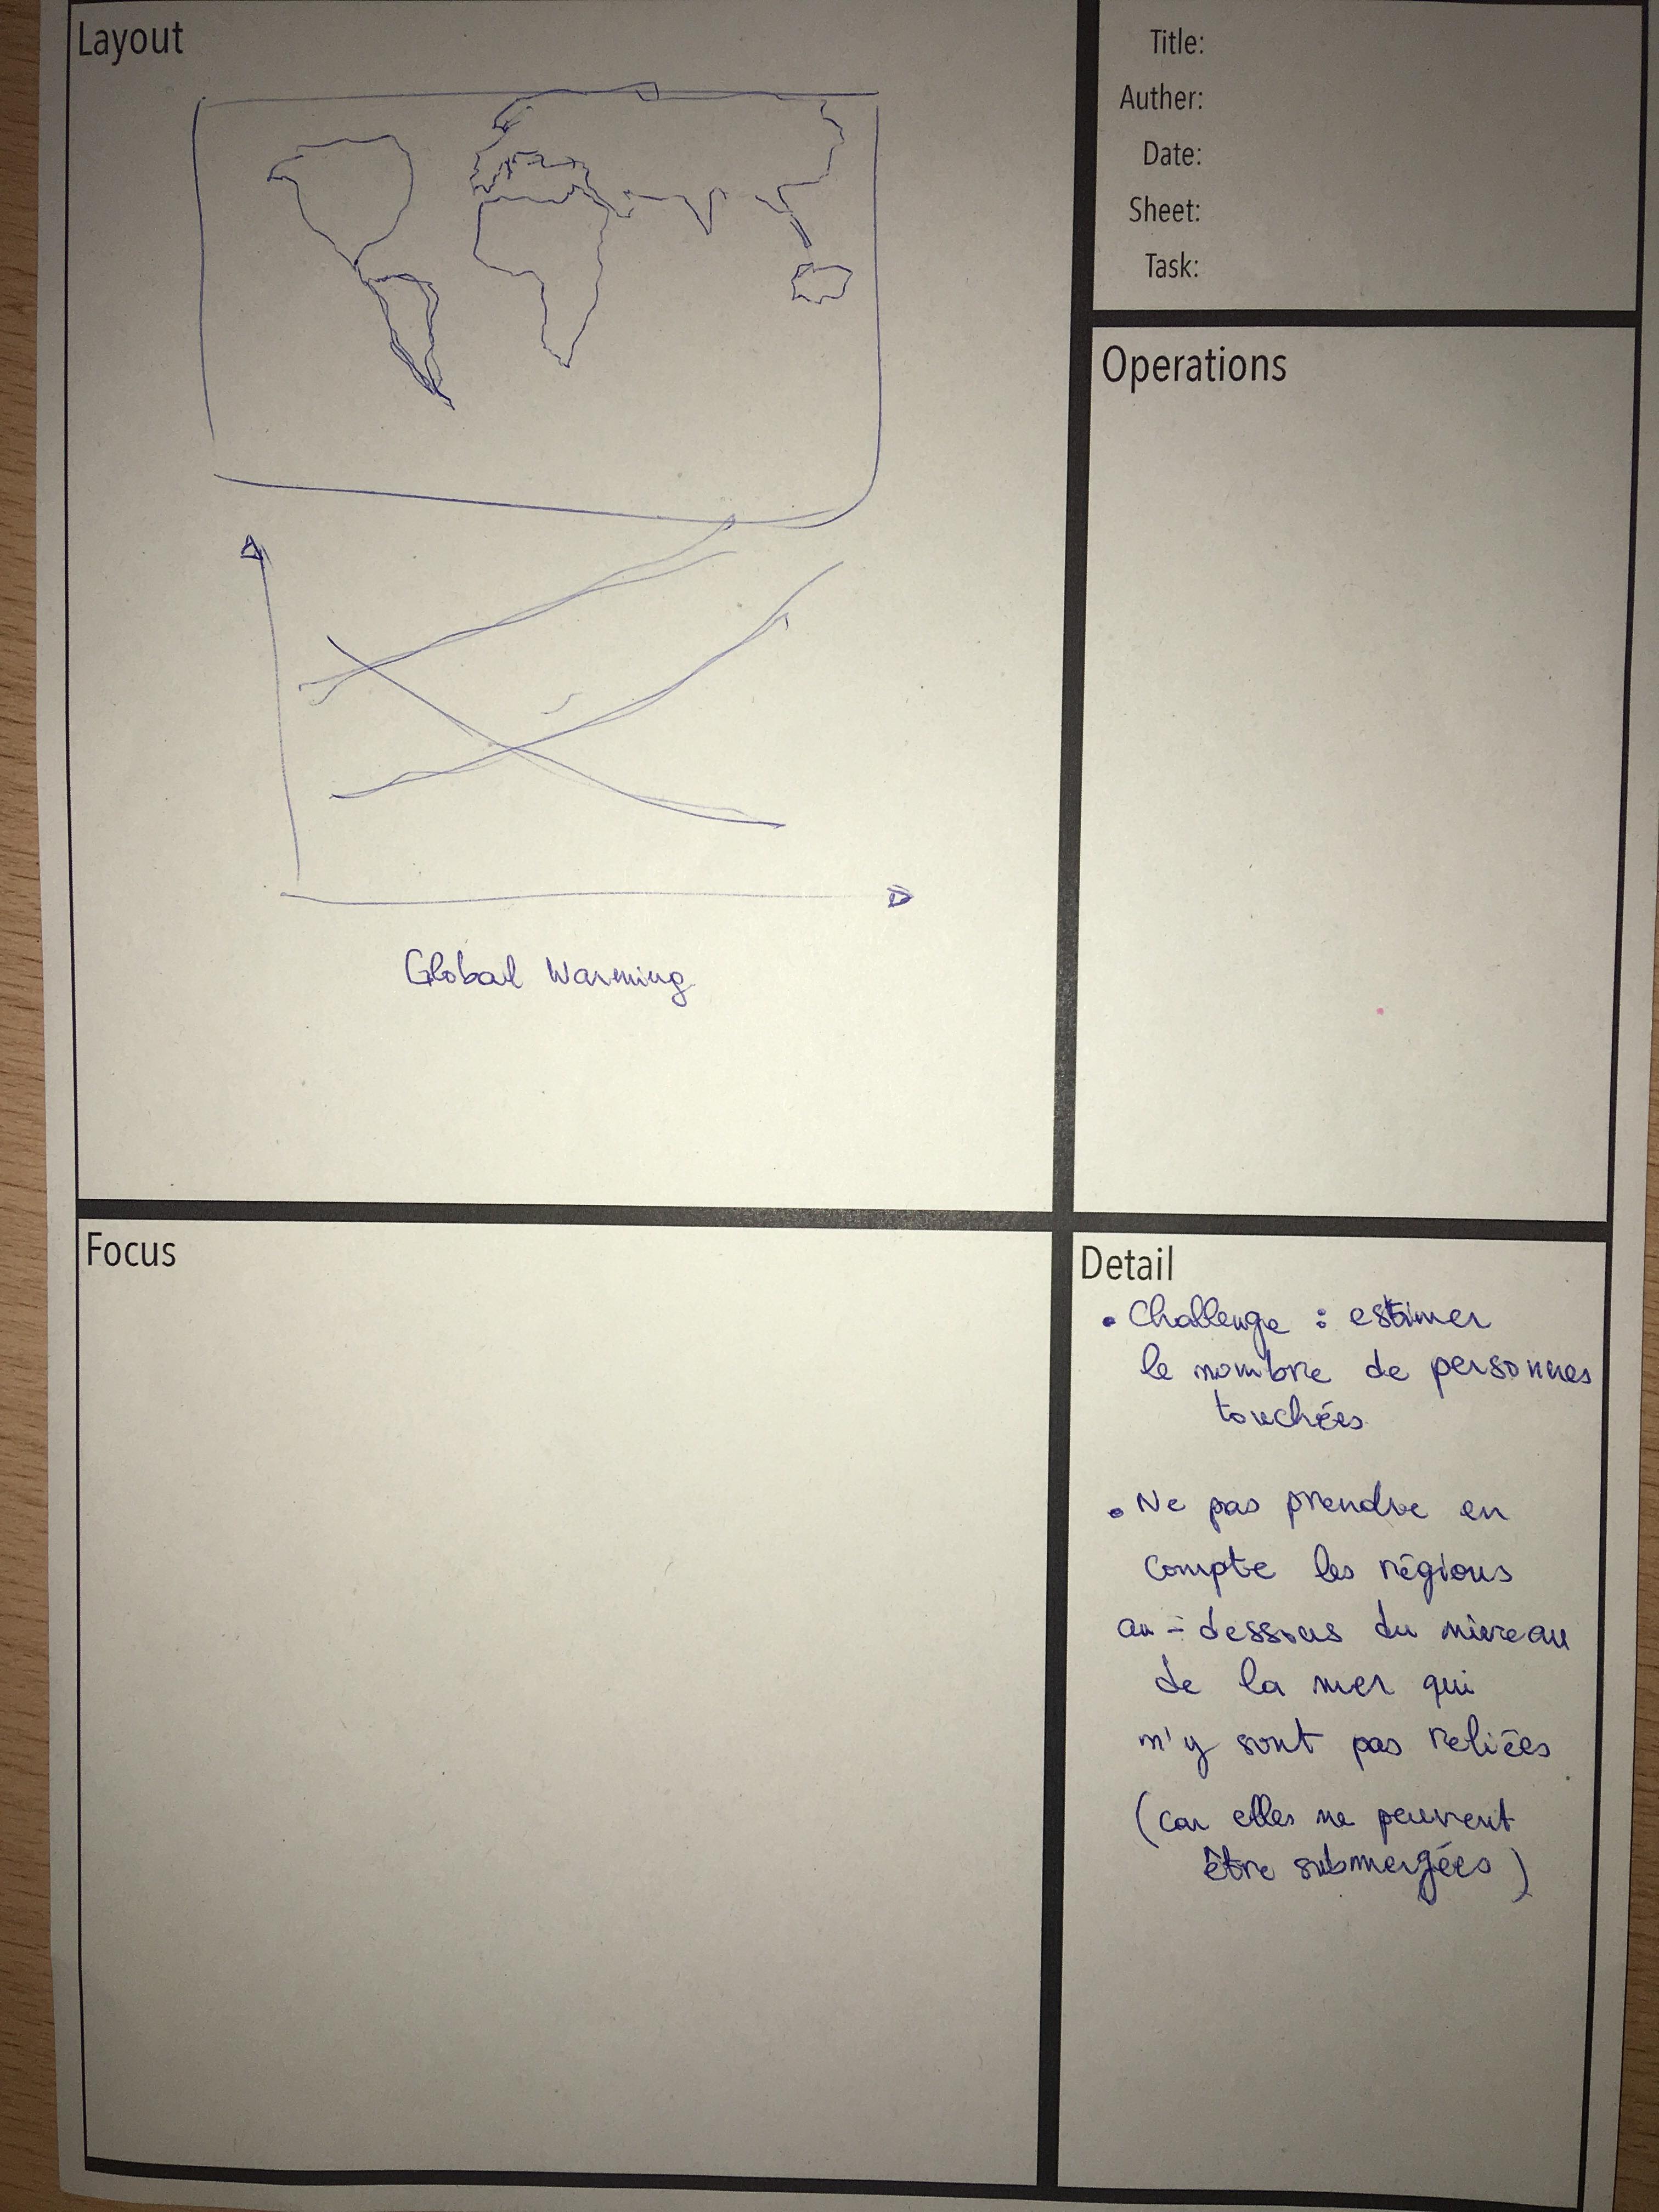 Layout
Global Warming
Title:
Auther:
Date:
Sheet:
Task:
Operations
Focus
Detail
• Challenge : estimer
le nombre de personnes
touchées
• Ne pas prendre en
compte les régions
au-dessous du niveau
de la mer qui
n'y sont pas reliées
(car elles ne peuvent
être submergées)